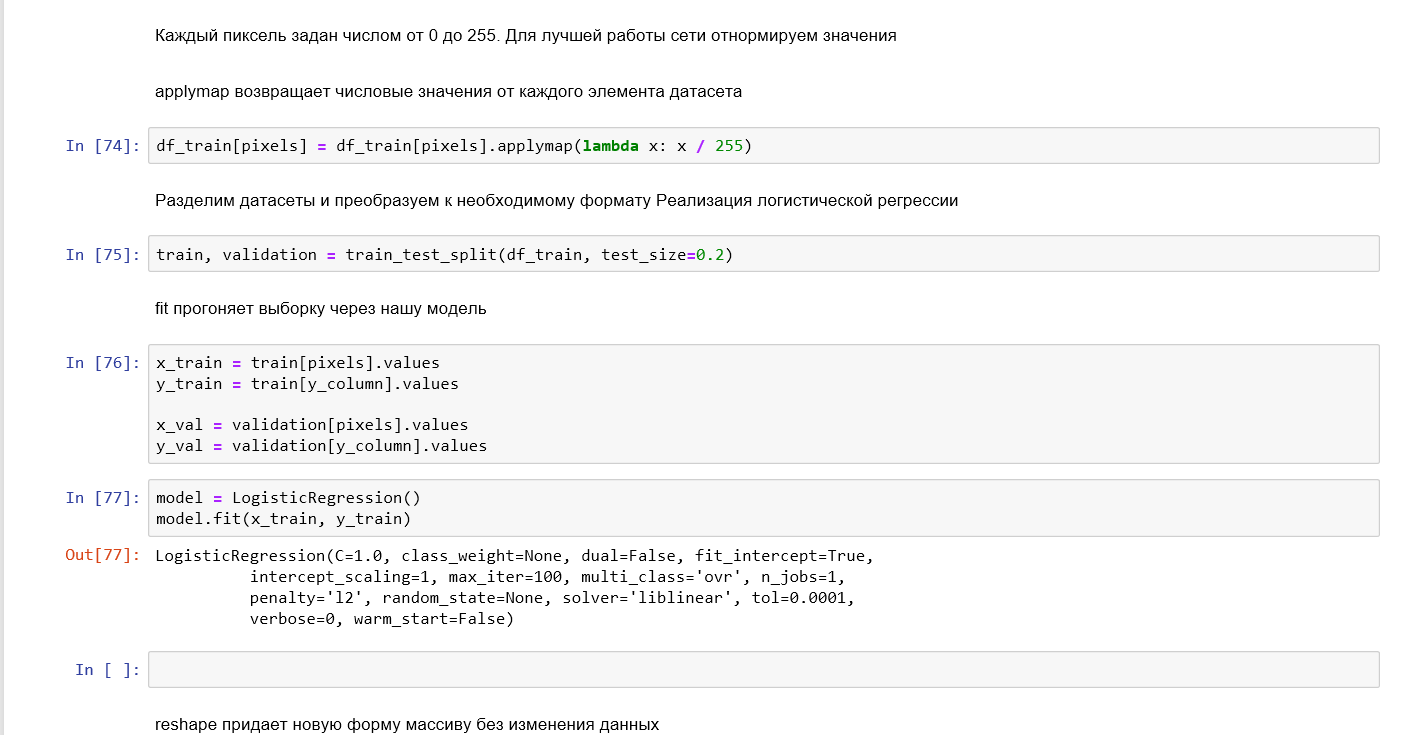 Каждый пиксель задан числом от 0 до 255. Для лучшей работы сети отнормируем значения
applymap возвращает числовые значения от каждого элемента датасета
In [74]: df_train[pixels] = df_train[pixels].applymap(lambda x: x / 255)
Разделим датасеты и преобразуем к необходимому формату Реализация логистической регрессии
In [75]: train, validation = train_test_split(df_train, test_size=0.2)
fit прогоняет выборку через нашу модель
In [76]: x_train = train[pixels].values
y_train = train[y_column].values
x_val = validation[pixels].values
y_val = validation[y_column].values
In [77]: model = LogisticRegression()
model.fit(x_train, y_train)
Out[77]: LogisticRegression(C=1.0, class_weight=None, dual=False, fit_intercept=True,
intercept_scaling=1, max_iter=100, multi_class='ovr', n_jobs=1,
penalty='l2', random_state=None, solver='liblinear', tol=0.0001,
verbose=0, warm_start=False)
In [ ]:
reshape придает новую форму массиву без изменения данных